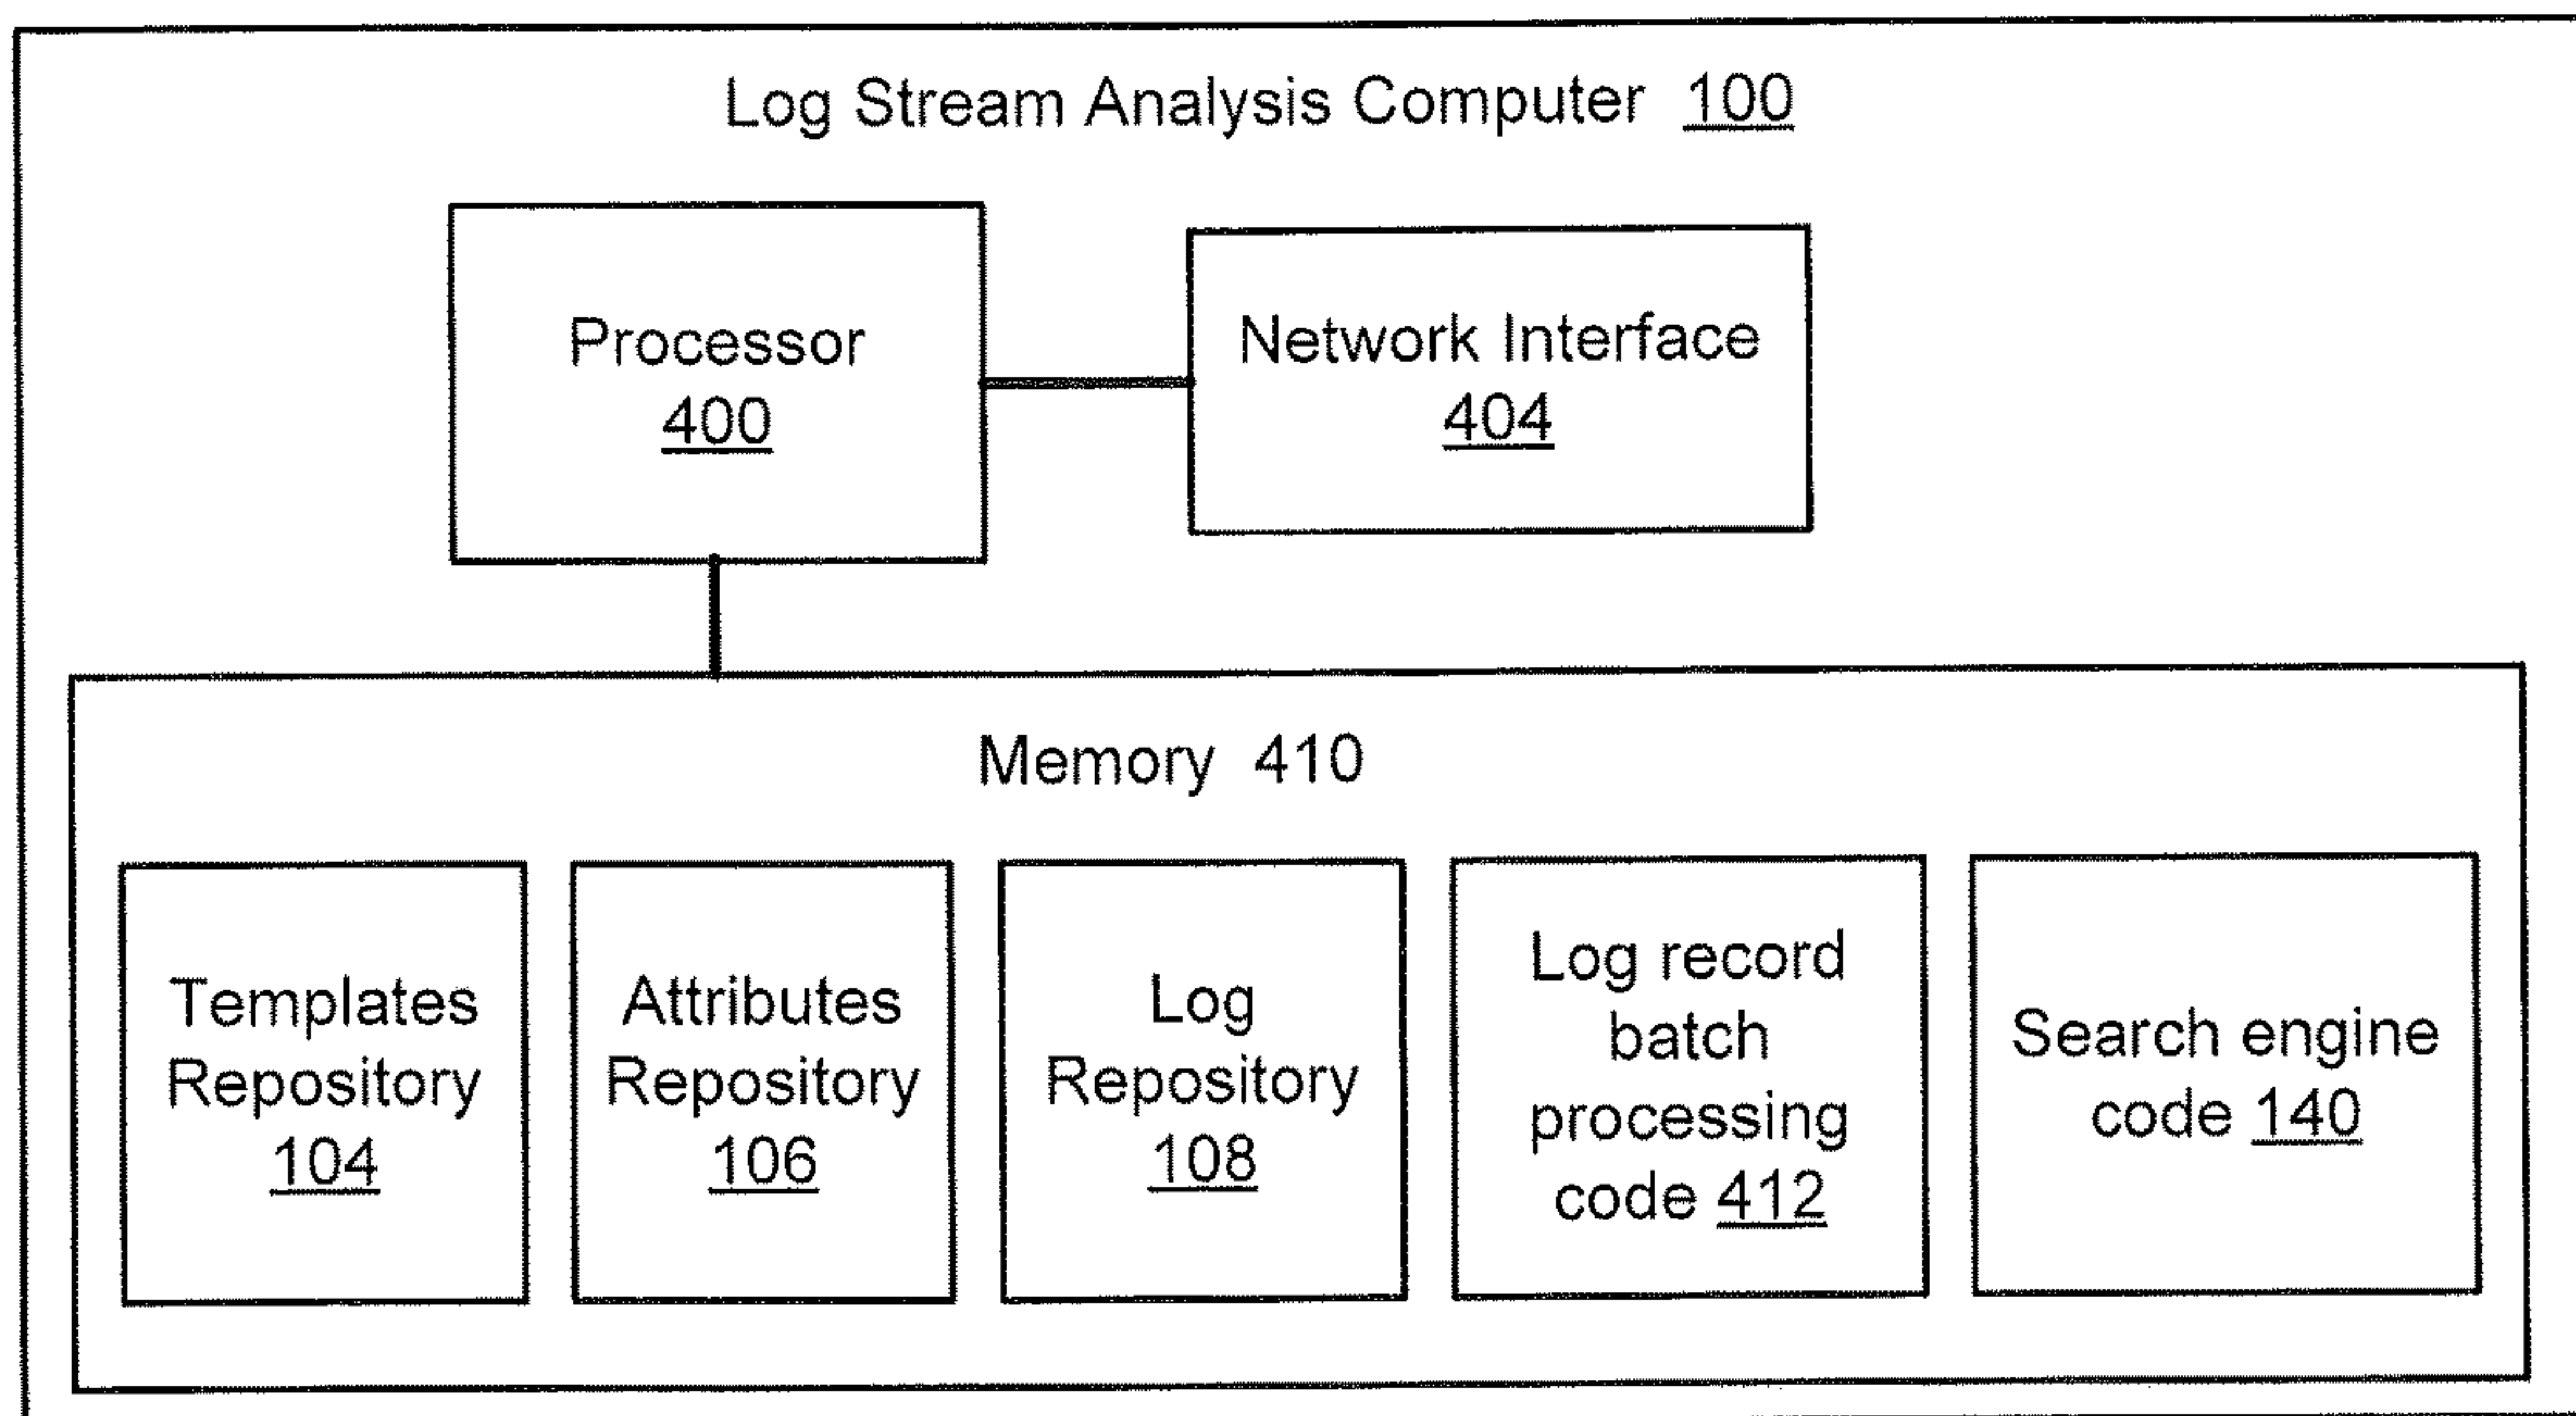 Log Stream Analysis Computer 100
Processor
400
Network Interface
404
Memory 410
Templates
Repository
104
Attributes
Repository
106
Log
Repository
108
Log record
batch
processing
code 412
Search engine
code 140